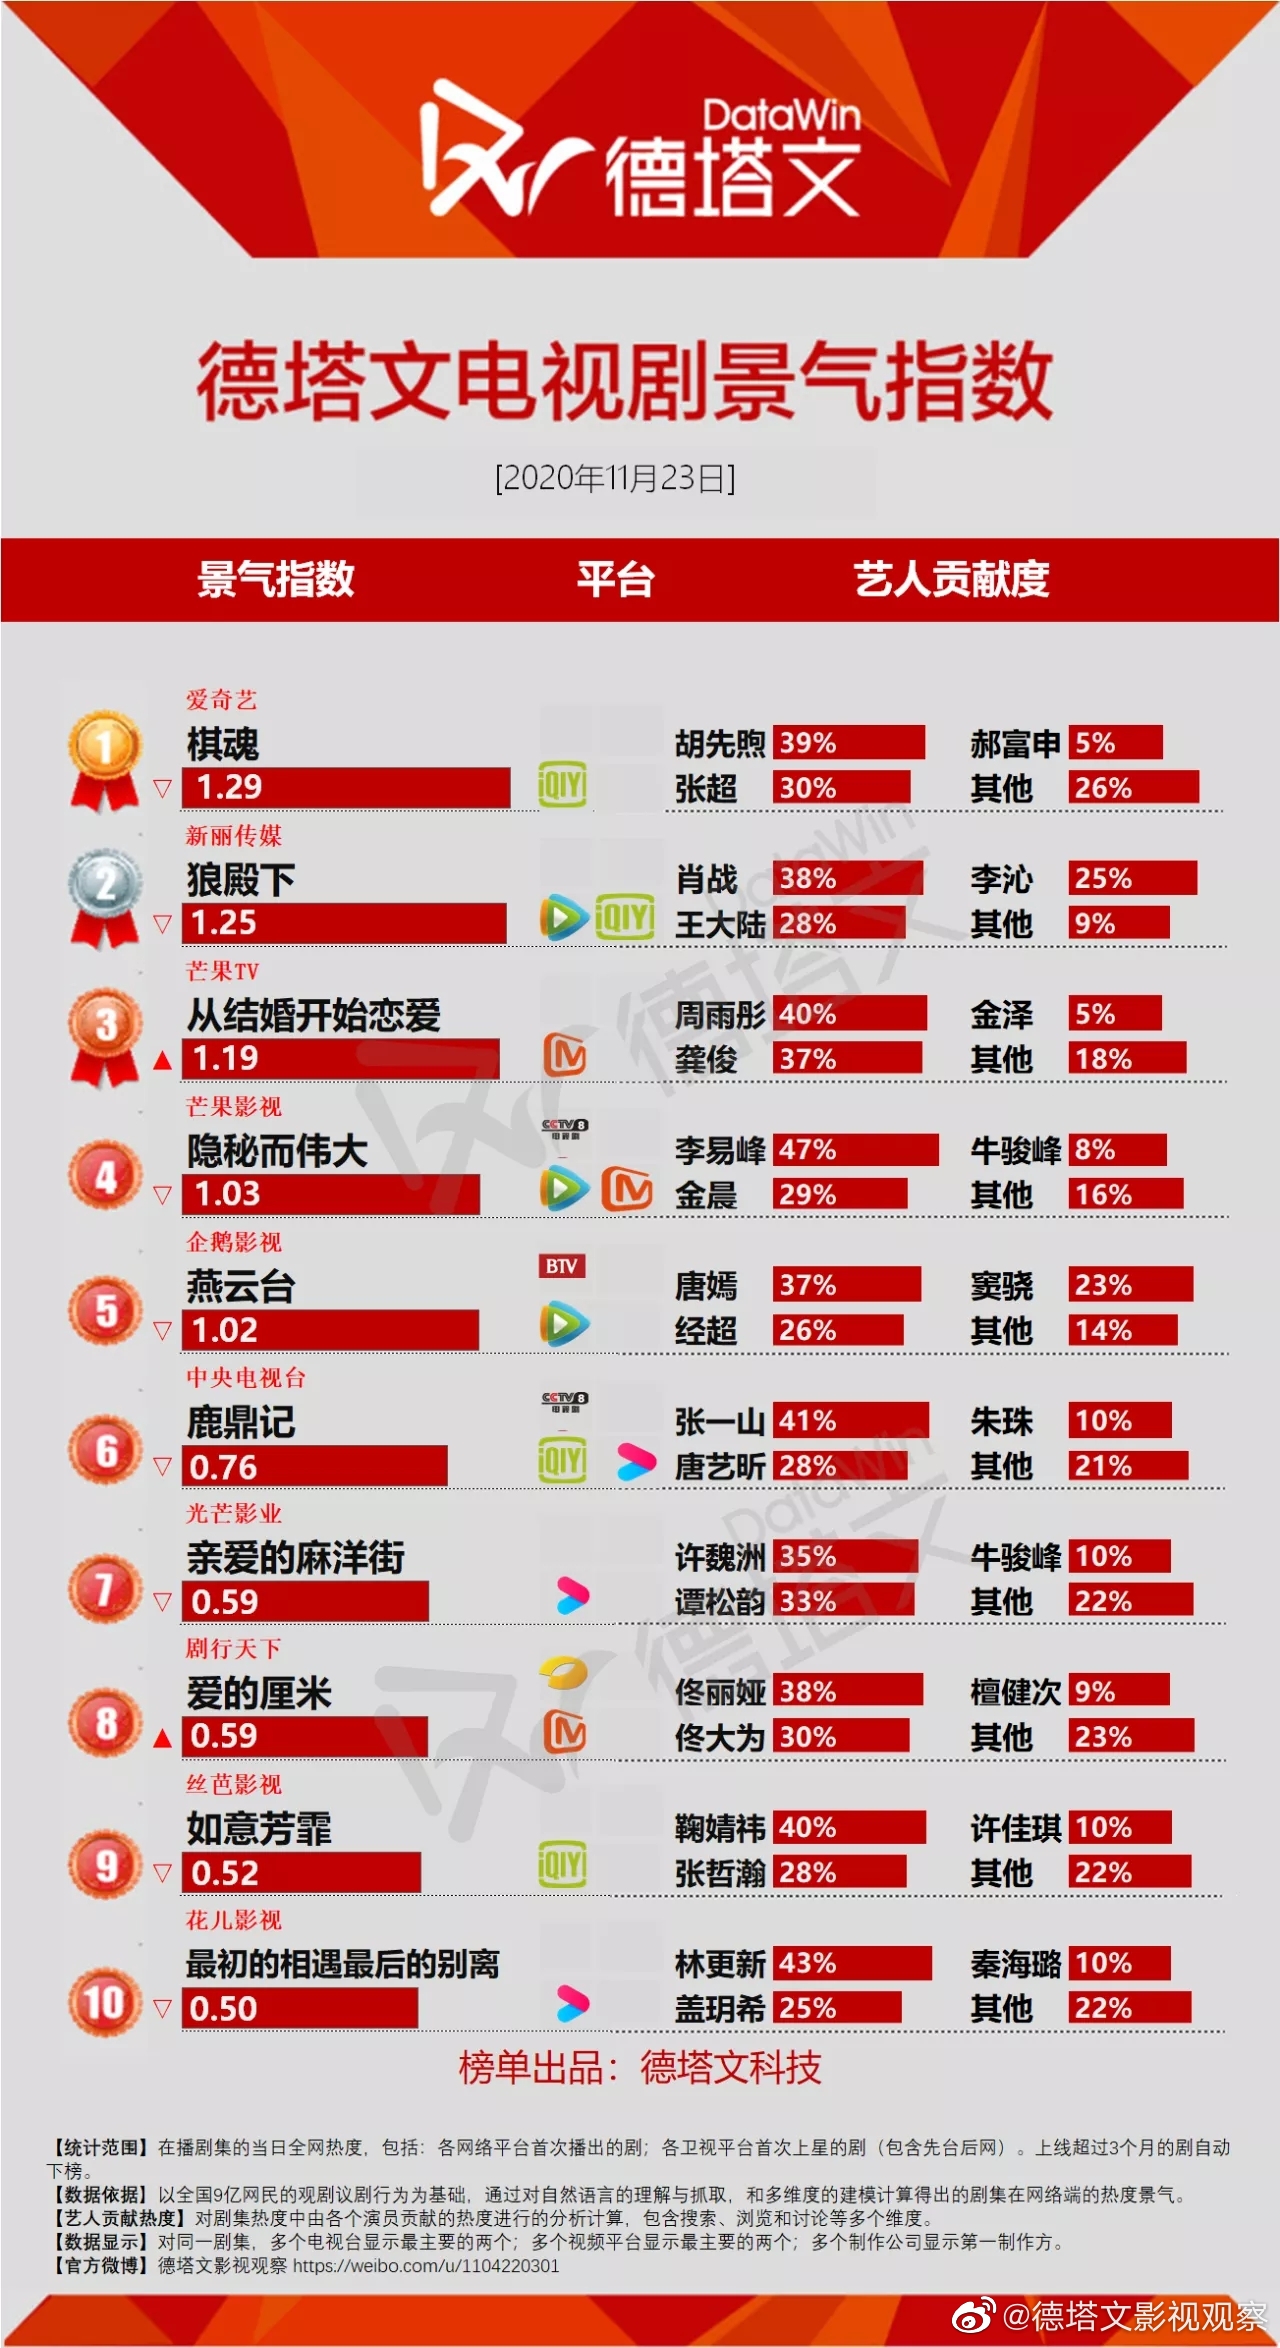 DataWin
德塔文
德塔文电视剧景气指数
[2020年11月23日]
景气指数 平台 艺人贡献度
爱奇艺
1 棋魂 胡先煦 39% 郝富申 5%
▽ 1.29 iQIY 张超 30% 其他 26%
新丽传媒
2 狼殿下 肖战 38% 李沁 25%
▽ 1.25 iQIY 王大陆 28% 其他 9%
芒果TV
3 从结婚开始恋爱 周雨彤 40% 金泽 5%
▲ 1.19 龚俊 37% 其他 18%
芒果影视
4 隐秘而伟大 CCTV8 电视剧 李易峰 47% 牛骏峰 8%
▽ 1.03 金晨 29% 其他 16%
企鹅影视
5 燕云台 BTV 唐嫣 37% 窦骁 23%
▽ 1.02 经超 26% 其他 14%
中央电视台
6 鹿鼎记 CCTV8 电视剧 张一山 41% 朱珠 10%
▽ 0.76 iQIY 唐艺昕 28% 其他 21%
光芒影业
7 亲爱的麻洋街 许魏洲 35% 牛骏峰 10%
▽ 0.59 谭松韵 33% 其他 22%
剧行天下
8 爱的厘米 佟丽娅 38% 檀健次 9%
▲ 0.59 佟大为 30% 其他 23%
丝芭影视
9 如意芳霏 鞠婧祎 40% 许佳琪 10%
▽ 0.52 iQIY 张哲瀚 28% 其他 22%
花儿影视
10 最初的相遇最后的别离 林更新 43% 秦海璐 10%
▽ 0.50 盖玥希 25% 其他 22%
榜单出品：德塔文科技
【统计范围】在播剧集的当日全网热度，包括：各网络平台首次播出的剧；各卫视平台首次上星的剧（包含先台后网）。上线超过3个月的剧自动
下榜。
【数据依据】以全国9亿网民的观剧议剧行为为基础，通过对自然语言的理解与抓取，和多维度的建模计算得出的剧集在网络端的热度景气。
【艺人贡献热度】对剧集热度中由各个演员贡献的热度进行的分析计算，包含搜索、浏览和讨论等多个维度。
【数据显示】对同一剧集，多个电视台显示最主要的两个；多个视频平台显示最主要的两个；多个制作公司显示第一制作方。
【官方微博】德塔文影视观察 https://weibo.com/u/1104220301
@德塔文影视观察